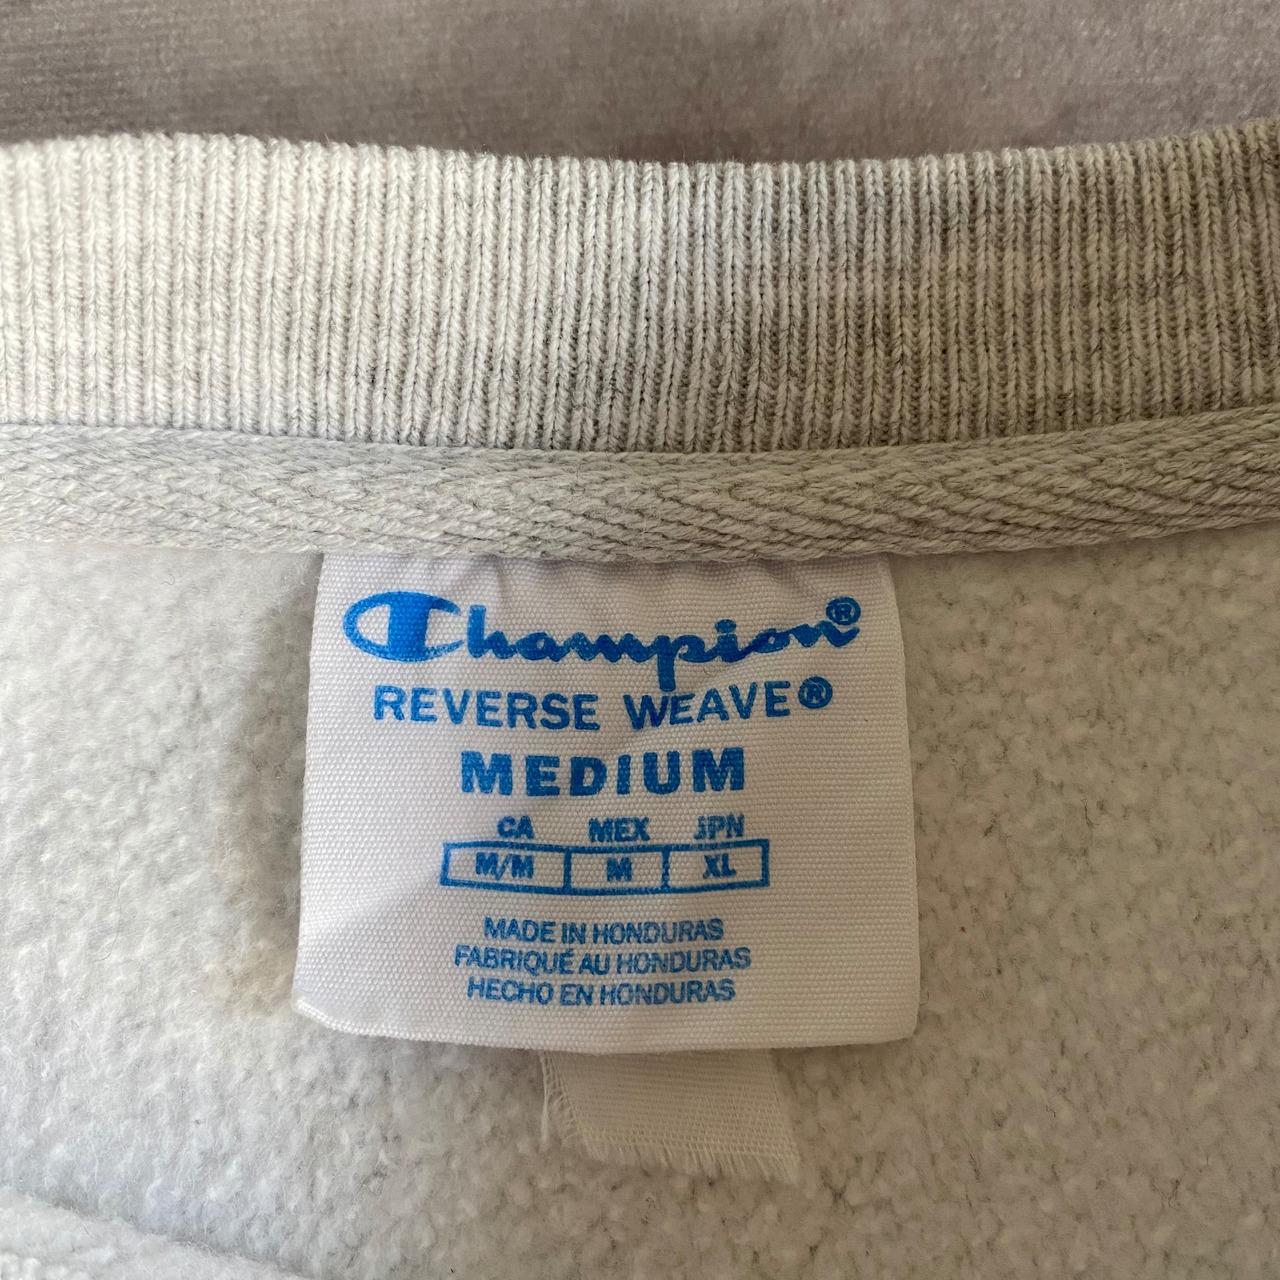 Champion®
REVERSE WEAVE®
MEDIUM
CA MEX JPN
M/M M XL
MADE IN HONDURAS
FABRIQUÉ AU HONDURAS
HECHO EN HONDURAS